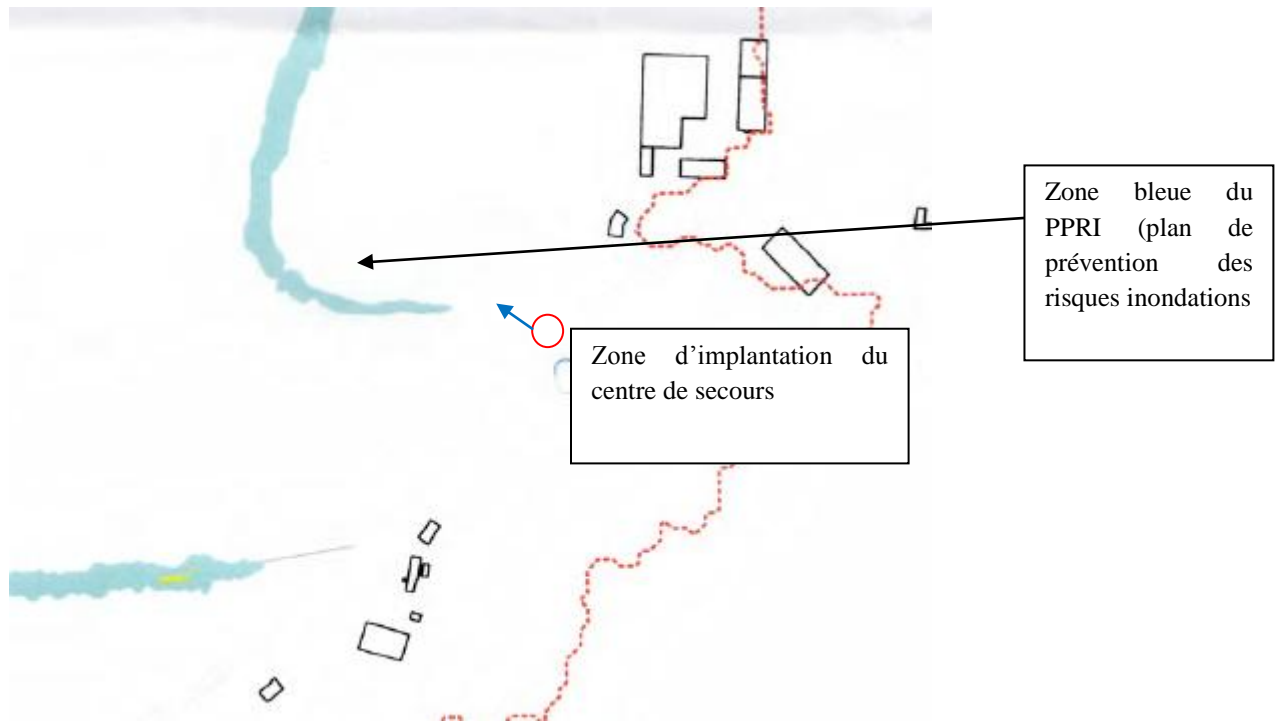 Zone bleue du
PPRI (plan de
prévention des
risques inondations
Zone d'implantation du
centre de secours